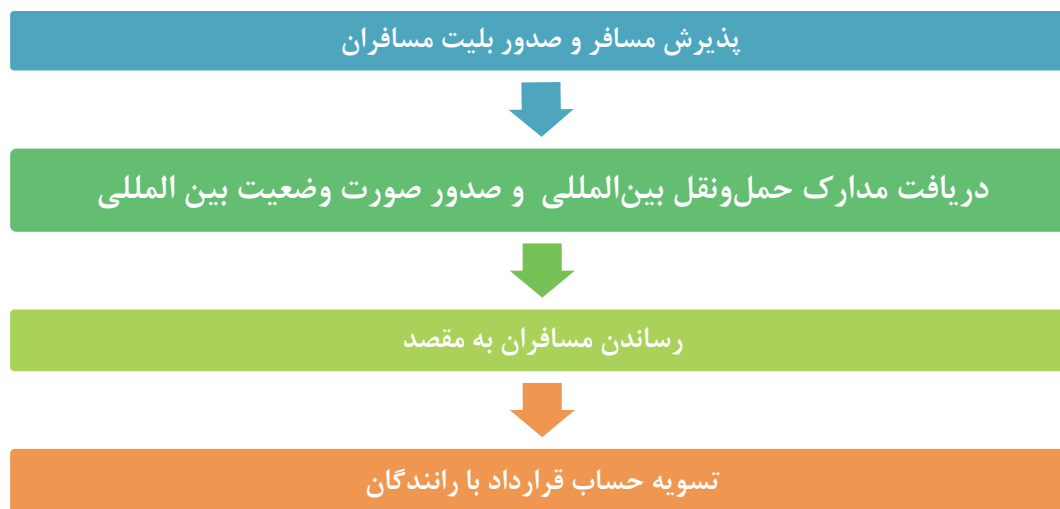 پذیرش مسافر و صدور بلیت مسافران
دریافت مدارک حمل‌ونقل بین‌المللی و صدور صورت وضعیت بین المللی
رساندن مسافران به مقصد
تسویه حساب قرارداد با رانندگان